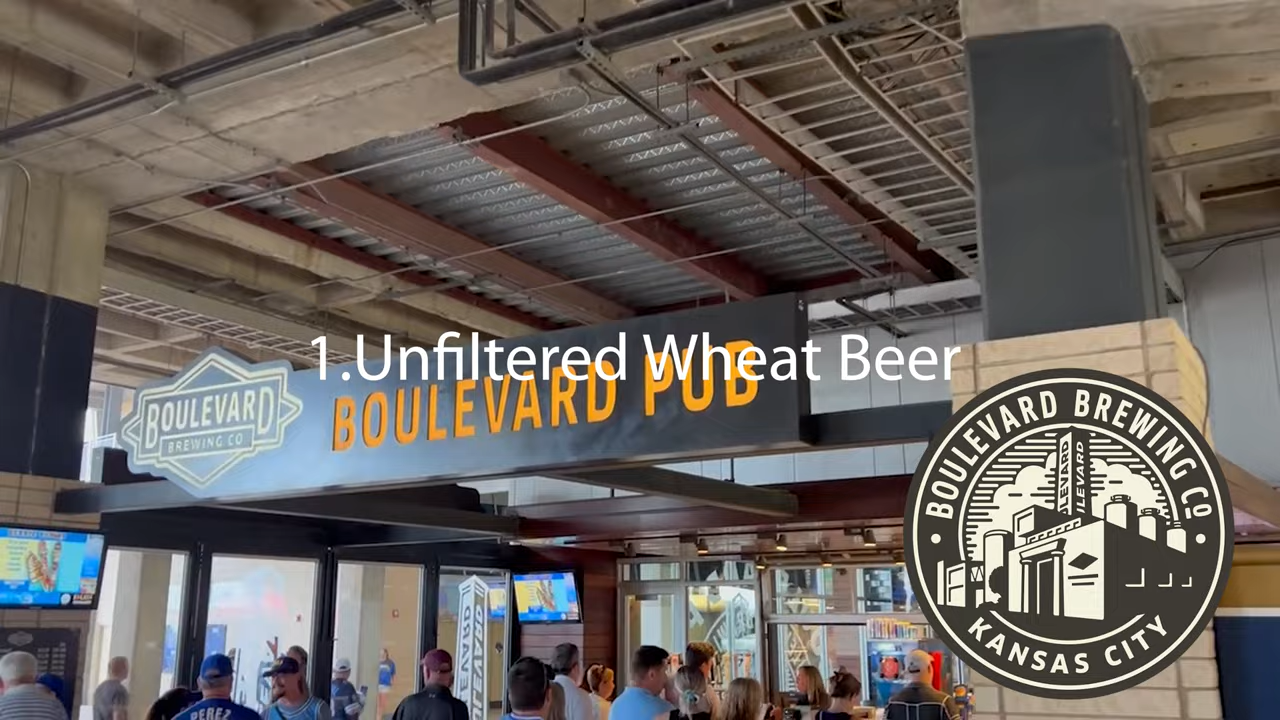 1.Unfiltered Wheat Beer
BOULEVARD
BREWING CO
BOULEVARD PUB
BOULEVARD BREWING CO.
BOULEVARD
KANSAS CITY
PEREZ